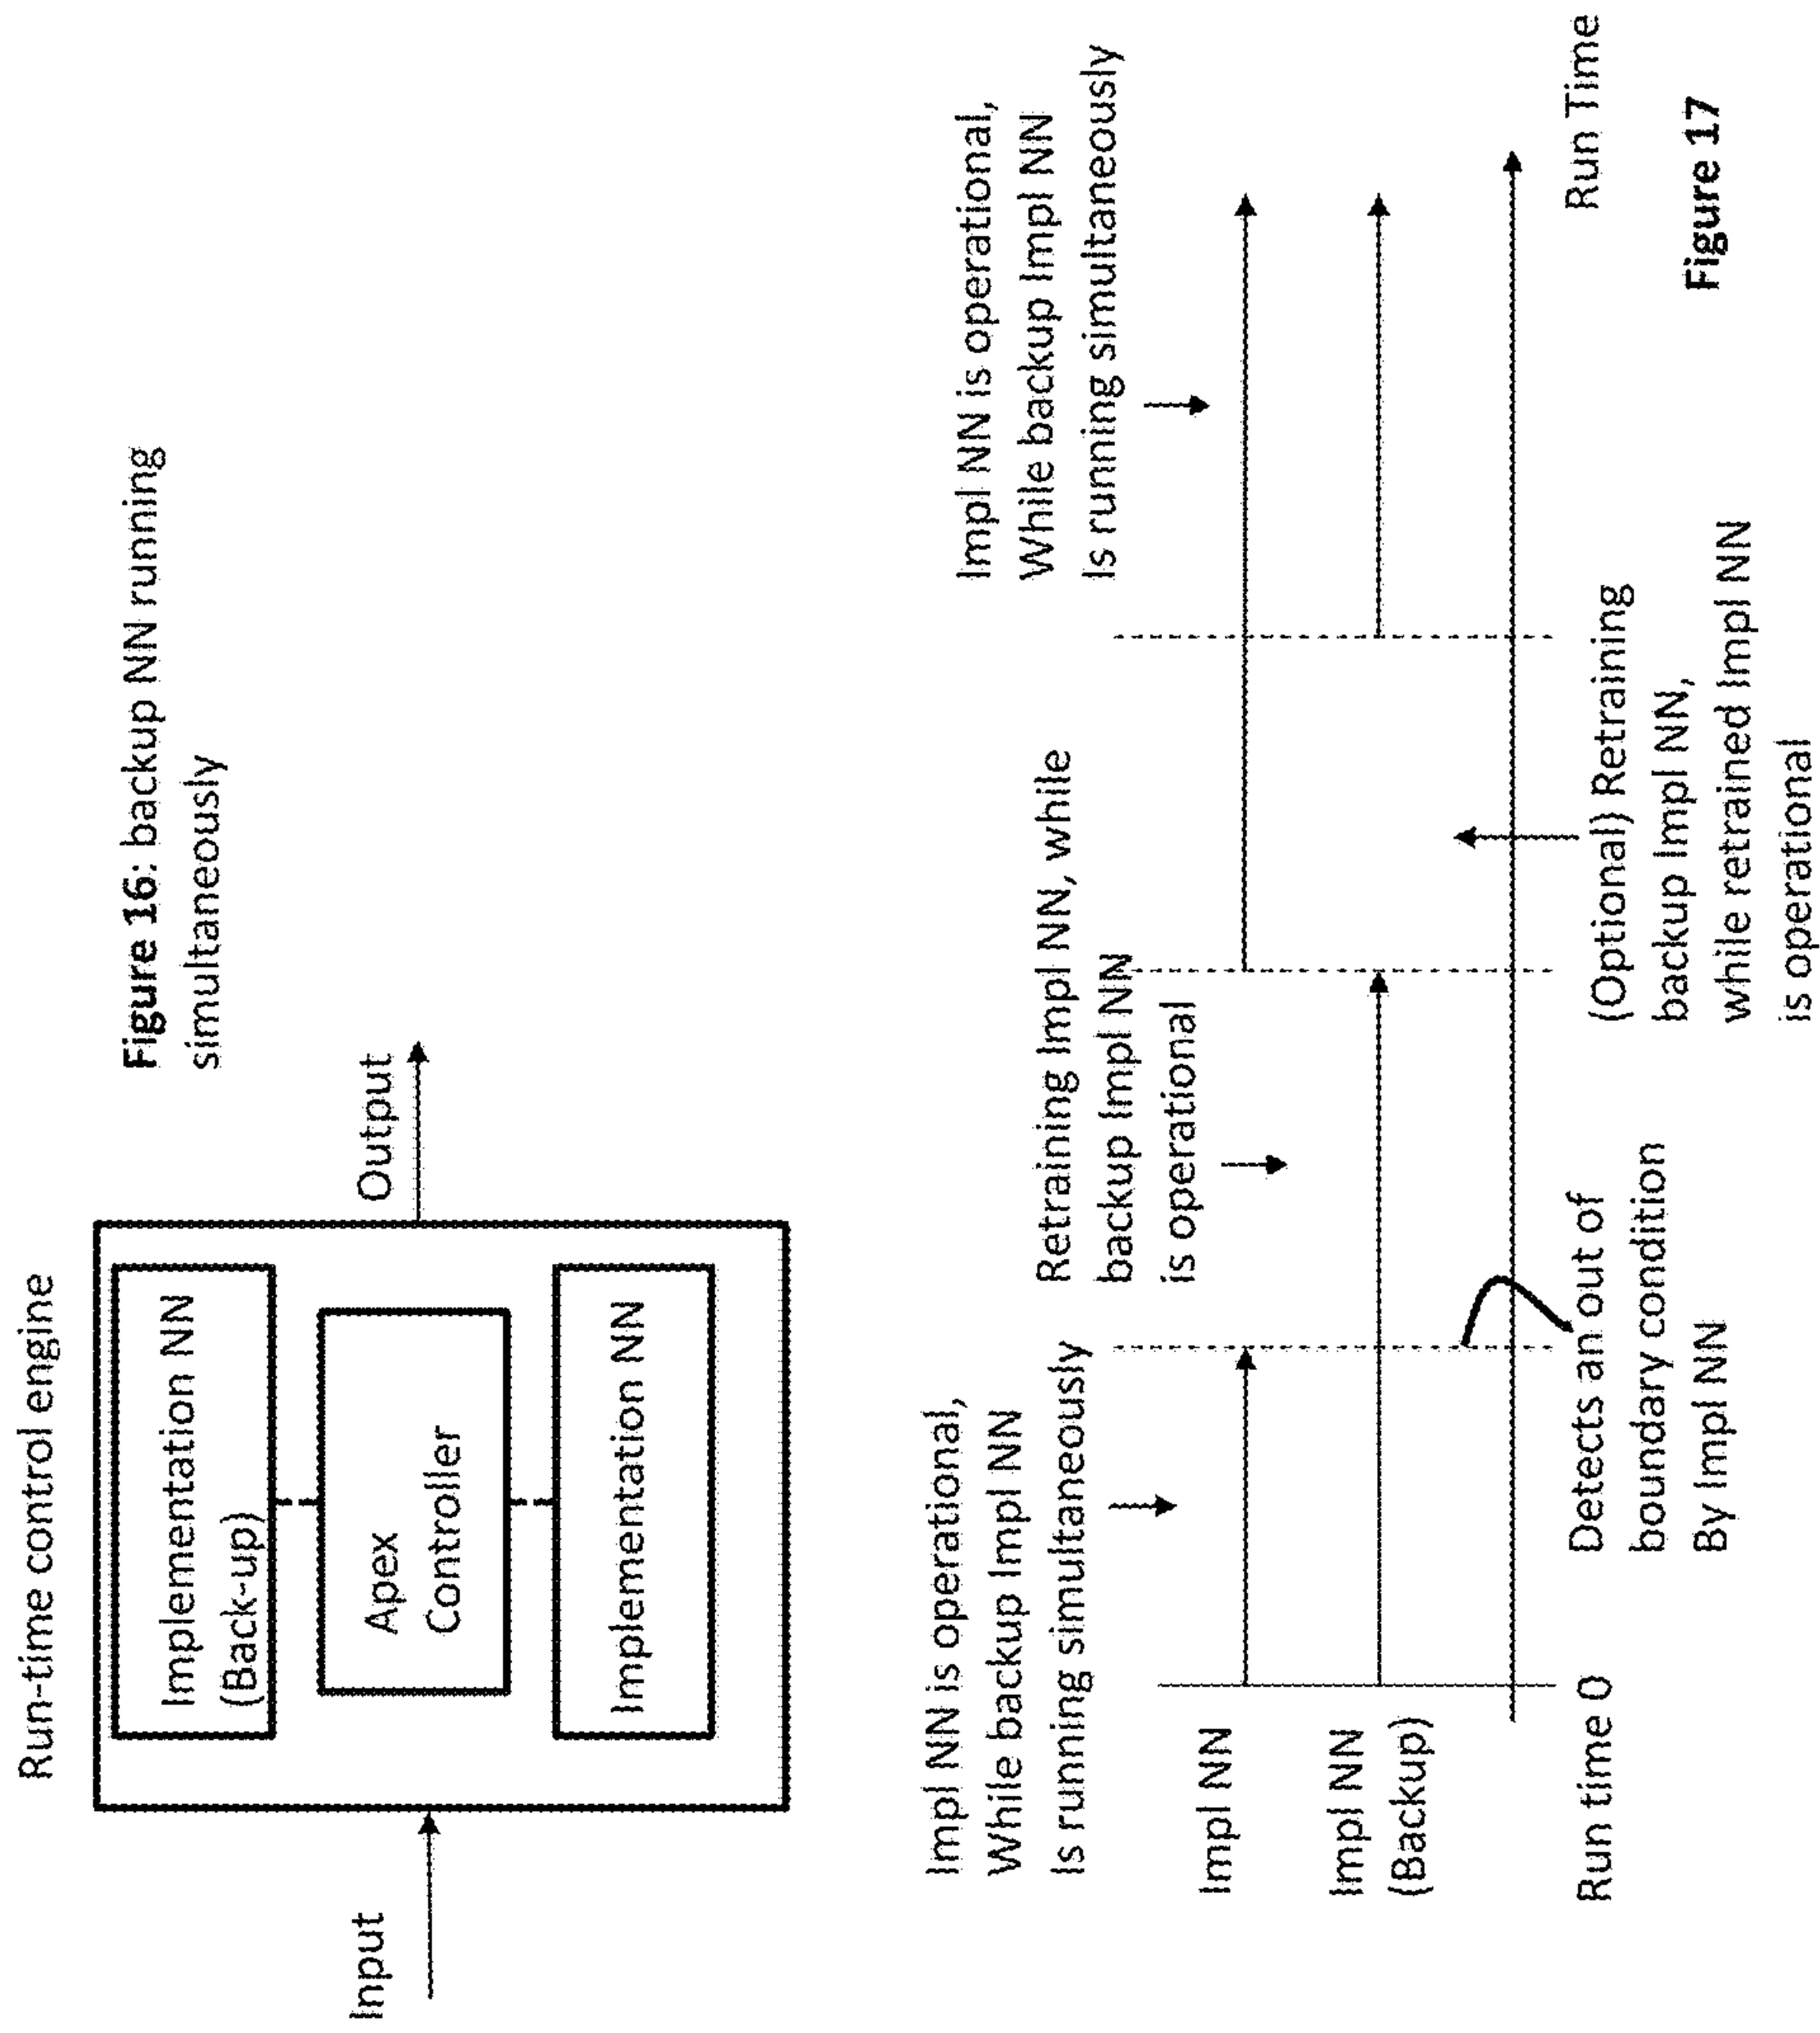 Run-time control engine
Input
Implementation NN
(Back-up)
Apex
Controller
Implementation NN
Output
Figure 16: backup NN running
simultaneously
Impl NN is operational,
While backup Impl NN
Is running simultaneously
Retraining Impl NN, while
backup Impl NN
is operational
Impl NN is operational,
While backup Impl NN
Is running simultaneously
Impl NN
Impl NN
(Backup)
Run time 0
Detects an out of
boundary condition
By Impl NN
(Optional) Retraining
backup Impl NN,
while retrained Impl NN
is operational
Run Time
Figure 17